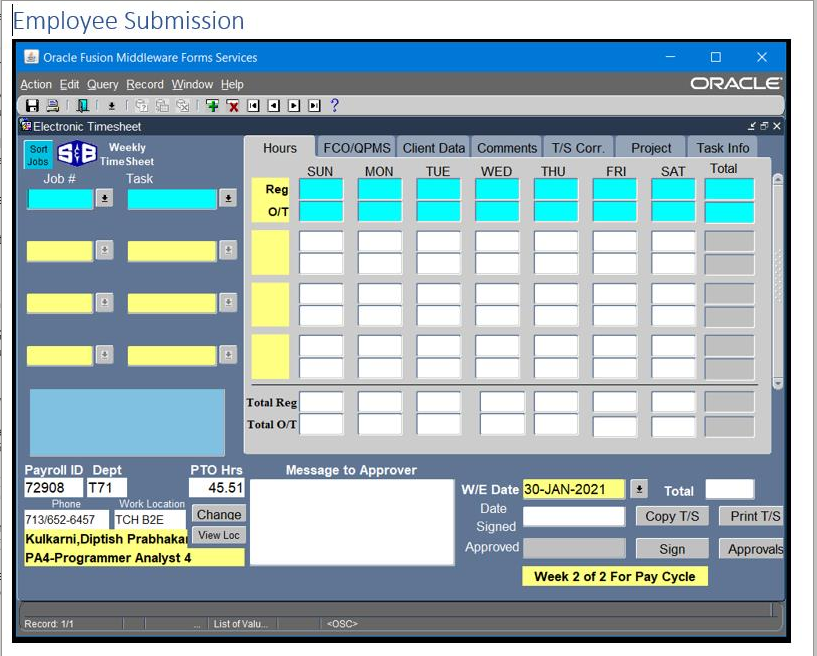 Employee Submission
Oracle Fusion Middleware Forms Services
Action Edit Query Record Window Help
ORACLE
Electronic Timesheet
Sort Jobs
S&B
Weekly Time Sheet
Hours FCO/QPMS Client Data Comments T/S Corr. Project Task Info
Job # Task
SUN MON TUE WED THU FRI SAT Total
Reg
O/T
Total Reg
Total O/T
Payroll ID Dept PTO Hrs
72908 T71 45.51
Phone Work Location
713/652-6457 TCH B2E Change
Kulkarni,Diptish Prabhakar View Loc
PA4-Programmer Analyst 4
Message to Approver
W/E Date 30-JAN-2021 Total
Date Signed Copy T/S Print T/S
Approved Sign Approvals
Week 2 of 2 For Pay Cycle
Record: 1/1 ... List of Valu... <OSC>